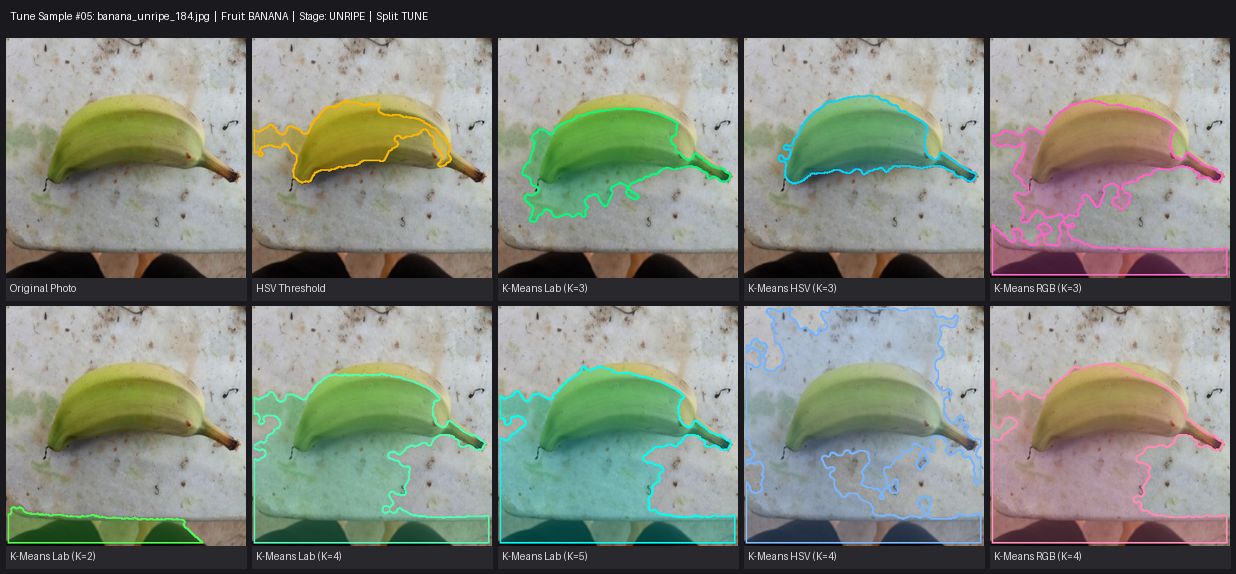 Tune Sample #05: banana_unripe_184.jpg | Fruit: BANANA | Stage: UNRIPE | Split: TUNE
Original Photo
HSV Threshold
K-Means Lab (K=3)
K-Means HSV (K=3)
K-Means RGB (K=3)
K-Means Lab (K=2)
K-Means Lab (K=4)
K-Means Lab (K=5)
K-Means HSV (K=4)
K-Means RGB (K=4)